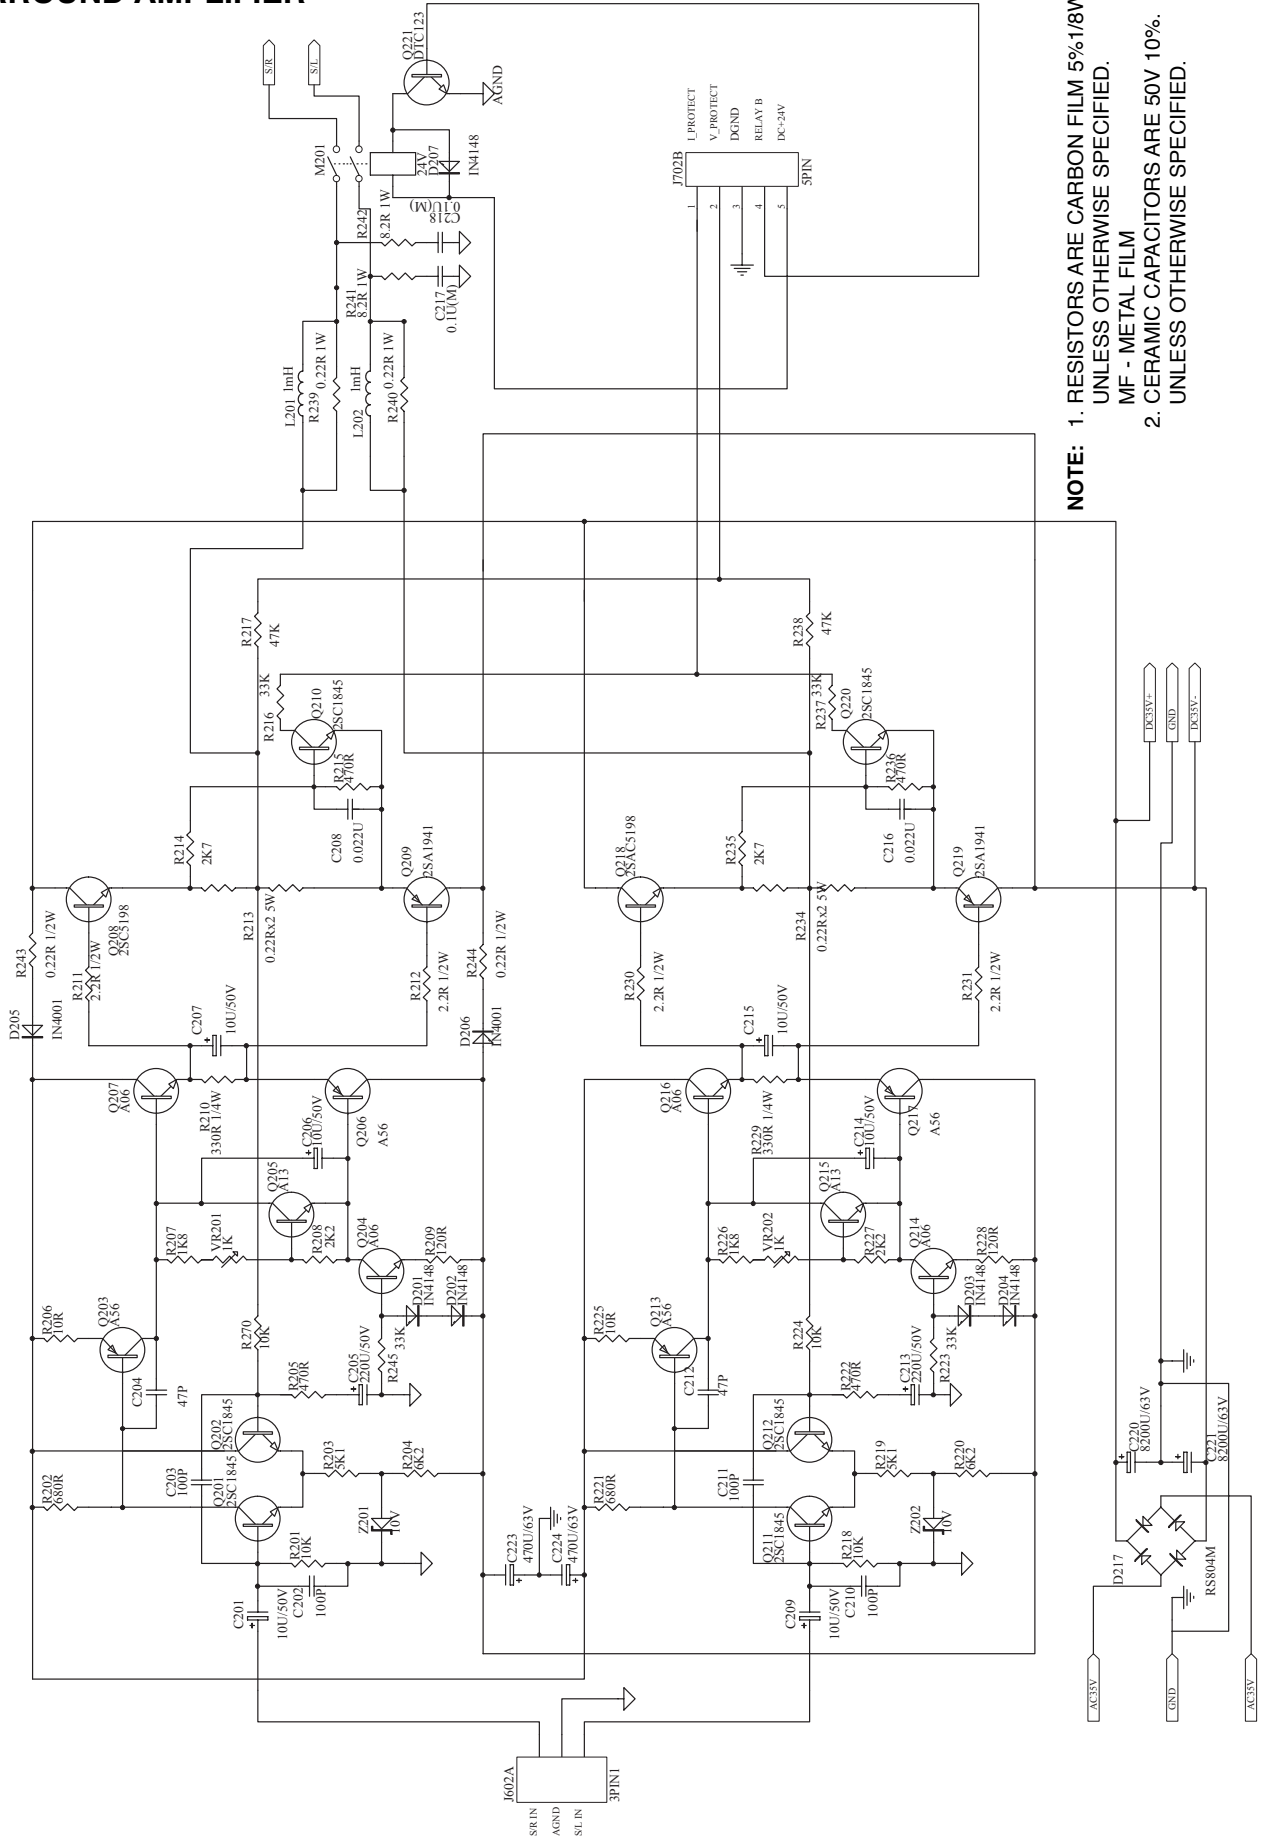 AROUND AMPLIFIER
S/R
S/L
Q221
DTC123
AGND
M201
24V
D207
IN4148
C218
0.1U(M)
R242
8.2R 1W
R241
8.2R 1W
C217
0.1U(M)
L201 1mH
R239 0.22R 1W
L202 1mH
R240 0.22R 1W
J702B
I_PROTECT
V_PROTECT
DGND
RELAY B
DC+24V
1
2
3
4
5
5PIN
NOTE: 1. RESISTORS ARE CARBON FILM 5%1/8W
UNLESS OTHERWISE SPECIFIED.
MF - METAL FILM
2. CERAMIC CAPACITORS ARE 50V 10%.
UNLESS OTHERWISE SPECIFIED.
R217
47K
R216
33K
Q210
2SC1845
R215
470R
C208
0.022U
R214
2K7
R213
0.22Rx2 5W
Q208
2SC5198
Q209
2SA1941
R243
0.22R 1/2W
R211
2.2R 1/2W
R212
2.2R 1/2W
R244
0.22R 1/2W
D205
IN4001
D206
IN4001
C207
10U/50V
Q207
A06
R210
330R 1/4W
Q206
A56
C206
10U/50V
Q205
A13
R207
1K8
VR201
1K
R208
2K2
Q204
A06
R209
120R
D201
IN4148
D202
IN4148
R206
10R
Q203
A56
C204
47P
R270
10K
R205
470R
C205
220U/50V
R245
33K
R202
680R
Q202
2SC1845
C203
100P
Q201
2SC1845
R203
5K1
R204
6K2
Z201
10V
R201
10K
C202
100P
C201
10U/50V
C223
470U/63V
C224
470U/63V
R238
47K
R237
33K
Q220
2SC1845
R236
470R
C216
0.022U
R235
2K7
R234
0.22Rx2 5W
Q218
2SAC5198
Q219
2SA1941
R230
2.2R 1/2W
R231
2.2R 1/2W
C215
10U/50V
Q216
A06
R229
330R 1/4W
Q217
A56
C214
10U/50V
Q215
A13
R226
1K8
VR202
1K
R227
2K2
Q214
A06
R228
120R
D203
IN4148
D204
IN4148
R225
10R
Q213
A56
C212
47P
R224
10K
R222
470R
C213
220U/50V
R223
33K
R221
680R
Q212
2SC1845
C211
100P
Q211
2SC1845
R219
5K1
R220
6K2
Z202
10V
R218
10K
C210
100P
C209
10U/50V
J602A
S/R IN
AGND
S/L IN
3PIN1
DC35V+
GND
DC35V-
C220
8200U/63V
C221
8200U/63V
D217
RS804M
AC35V
GND
AC35V